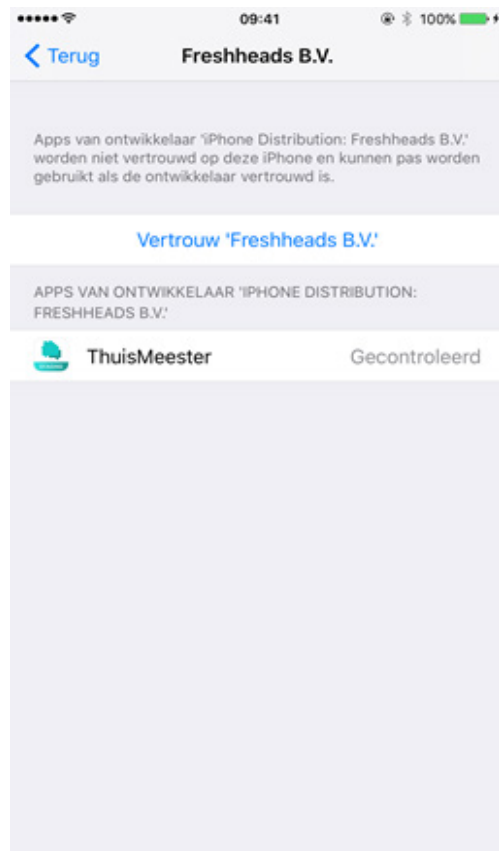 09:41
100%
Terug
Freshheads B.V.
Apps van ontwikkelaar 'iPhone Distribution: Freshheads B.V.'
worden niet vertrouwd op deze iPhone en kunnen pas worden
gebruikt als de ontwikkelaar vertrouwd is.
Vertrouw 'Freshheads B.V.'
APPS VAN ONTWIKKELAAR 'IPHONE DISTRIBUTION:
FRESHHEADS B.V.'
ThuisMeester
Gecontroleerd